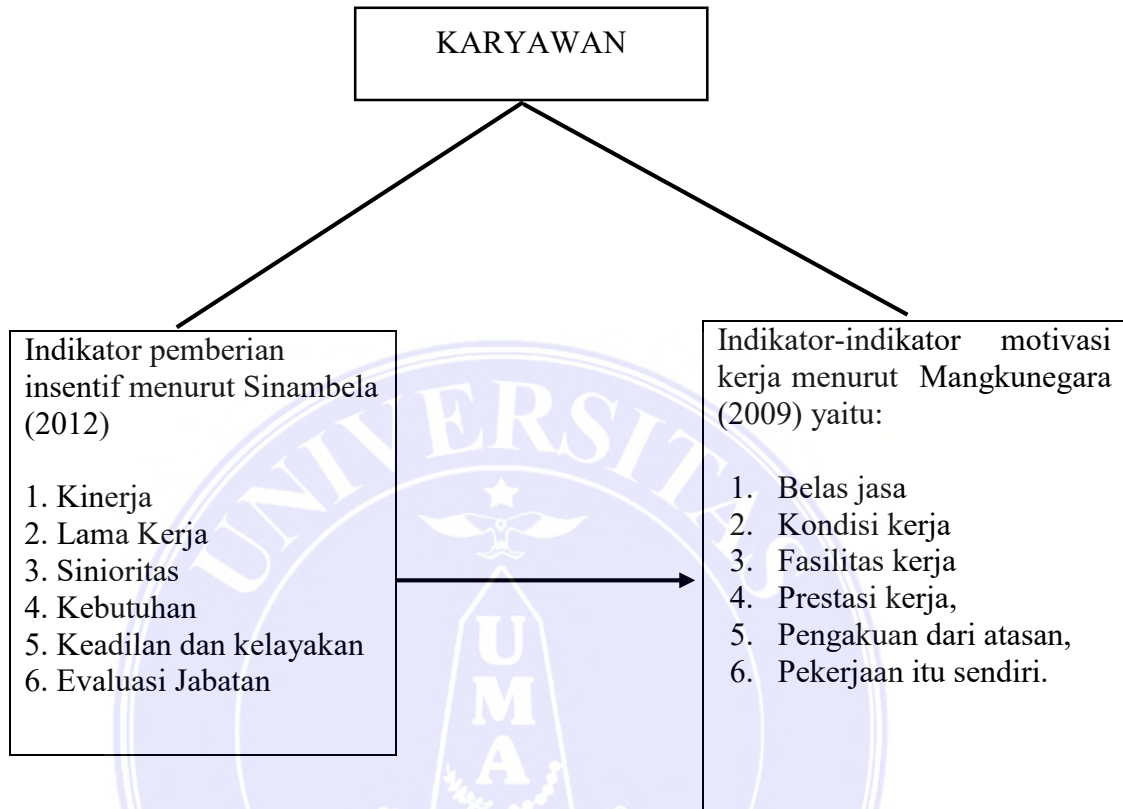 KARYAWAN
Indikator pemberian
insentif menurut Sinambela
(2012)
1. Kinerja
2. Lama Kerja
3. Sinioritas
4. Kebutuhan
5. Keadilan dan kelayakan
6. Evaluasi Jabatan
Indikator-indikator motivasi
kerja menurut Mangkunegara
(2009) yaitu:
1. Belas jasa
2. Kondisi kerja
3. Fasilitas kerja
4. Prestasi kerja,
5. Pengakuan dari atasan,
6. Pekerjaan itu sendiri.
UNIVERSITAS
UMA